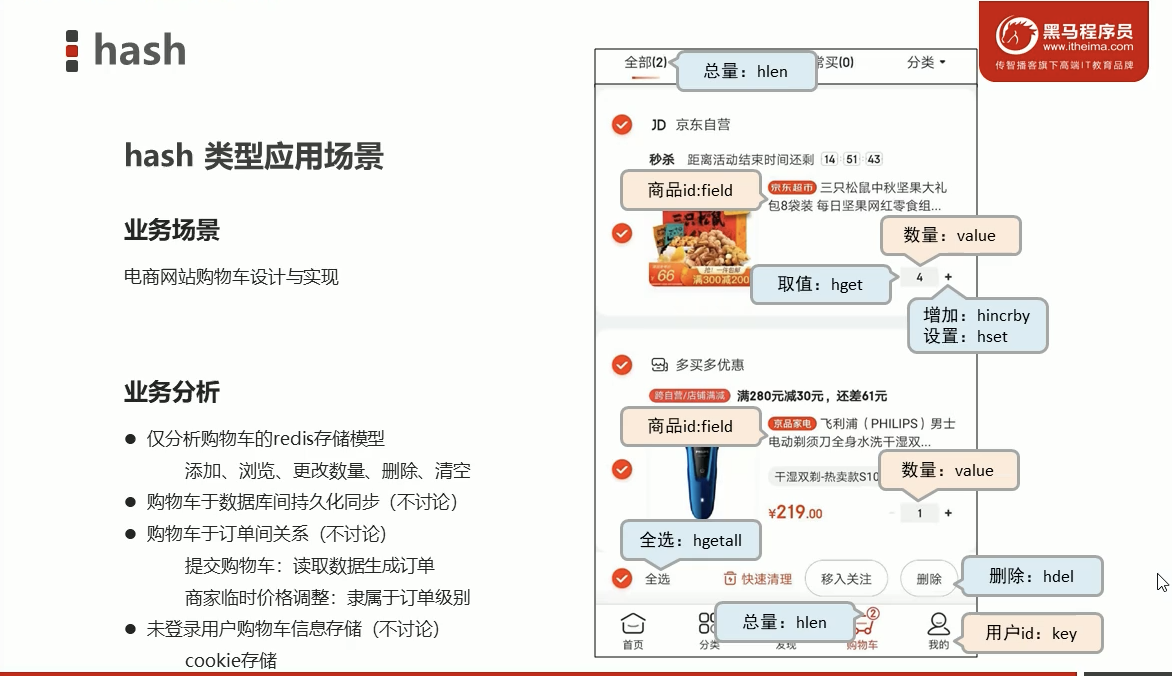 hash
黑马程序员
www.itheima.com
传智播客旗下高端IT教育品牌
hash 类型应用场景
业务场景
电商网站购物车设计与实现
业务分析
● 仅分析购物车的redis存储模型
添加、浏览、更改数量、删除、清空
● 购物车于数据库间持久化同步（不讨论）
● 购物车于订单间关系（不讨论）
提交购物车：读取数据生成订单
商家临时价格调整：隶属于订单级别
● 未登录用户购物车信息存储（不讨论）
cookie存储
全部(2)
总量：hlen
常买(0)
分类
JD 京东自营
秒杀 距离活动结束时间还剩 14 : 51 : 43
商品id:field
京东超市 三只松鼠中秋坚果大礼
包8袋装 每日坚果网红零食组...
数量：value
三只松鼠
66
满300减200
取值：hget
4 +
增加：hincrby
设置：hset
多买多优惠
跨自营/店铺满减 满280元减30元，还差61元
商品id:field
京品家电 飞利浦（PHILIPS）男士
电动剃须刀全身水洗干湿双...
干湿双剃-热卖款S10
数量：value
¥219.00
- 1 +
全选：hgetall
全选
快速清理
移入关注
删除
删除：hdel
总量：hlen
2
用户id：key
首页
分类
发现
购物车
我的